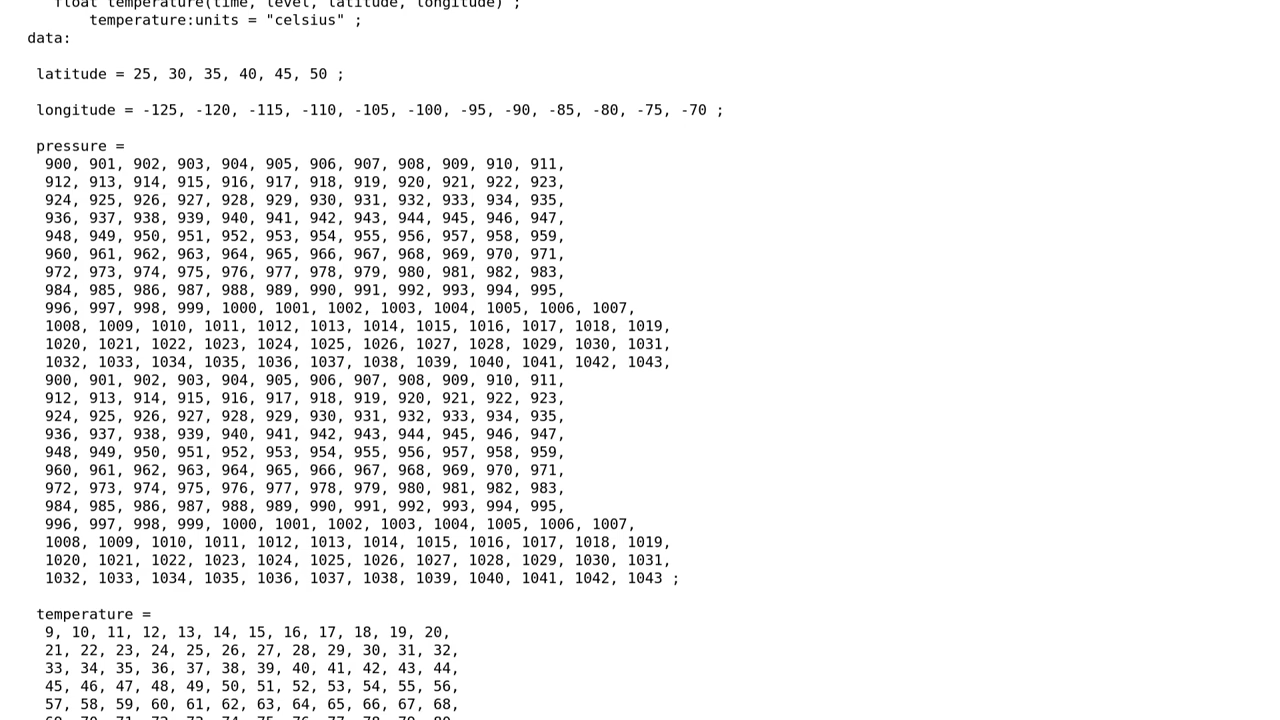 float temperature(time, level, latitude, longitude) ;
temperature:units = "celsius" ;
data:
latitude = 25, 30, 35, 40, 45, 50 ;
longitude = -125, -120, -115, -110, -105, -100, -95, -90, -85, -80, -75, -70 ;
pressure =
900, 901, 902, 903, 904, 905, 906, 907, 908, 909, 910, 911,
912, 913, 914, 915, 916, 917, 918, 919, 920, 921, 922, 923,
924, 925, 926, 927, 928, 929, 930, 931, 932, 933, 934, 935,
936, 937, 938, 939, 940, 941, 942, 943, 944, 945, 946, 947,
948, 949, 950, 951, 952, 953, 954, 955, 956, 957, 958, 959,
960, 961, 962, 963, 964, 965, 966, 967, 968, 969, 970, 971,
972, 973, 974, 975, 976, 977, 978, 979, 980, 981, 982, 983,
984, 985, 986, 987, 988, 989, 990, 991, 992, 993, 994, 995,
996, 997, 998, 999, 1000, 1001, 1002, 1003, 1004, 1005, 1006, 1007,
1008, 1009, 1010, 1011, 1012, 1013, 1014, 1015, 1016, 1017, 1018, 1019,
1020, 1021, 1022, 1023, 1024, 1025, 1026, 1027, 1028, 1029, 1030, 1031,
1032, 1033, 1034, 1035, 1036, 1037, 1038, 1039, 1040, 1041, 1042, 1043,
900, 901, 902, 903, 904, 905, 906, 907, 908, 909, 910, 911,
912, 913, 914, 915, 916, 917, 918, 919, 920, 921, 922, 923,
924, 925, 926, 927, 928, 929, 930, 931, 932, 933, 934, 935,
936, 937, 938, 939, 940, 941, 942, 943, 944, 945, 946, 947,
948, 949, 950, 951, 952, 953, 954, 955, 956, 957, 958, 959,
960, 961, 962, 963, 964, 965, 966, 967, 968, 969, 970, 971,
972, 973, 974, 975, 976, 977, 978, 979, 980, 981, 982, 983,
984, 985, 986, 987, 988, 989, 990, 991, 992, 993, 994, 995,
996, 997, 998, 999, 1000, 1001, 1002, 1003, 1004, 1005, 1006, 1007,
1008, 1009, 1010, 1011, 1012, 1013, 1014, 1015, 1016, 1017, 1018, 1019,
1020, 1021, 1022, 1023, 1024, 1025, 1026, 1027, 1028, 1029, 1030, 1031,
1032, 1033, 1034, 1035, 1036, 1037, 1038, 1039, 1040, 1041, 1042, 1043 ;
temperature =
9, 10, 11, 12, 13, 14, 15, 16, 17, 18, 19, 20,
21, 22, 23, 24, 25, 26, 27, 28, 29, 30, 31, 32,
33, 34, 35, 36, 37, 38, 39, 40, 41, 42, 43, 44,
45, 46, 47, 48, 49, 50, 51, 52, 53, 54, 55, 56,
57, 58, 59, 60, 61, 62, 63, 64, 65, 66, 67, 68,